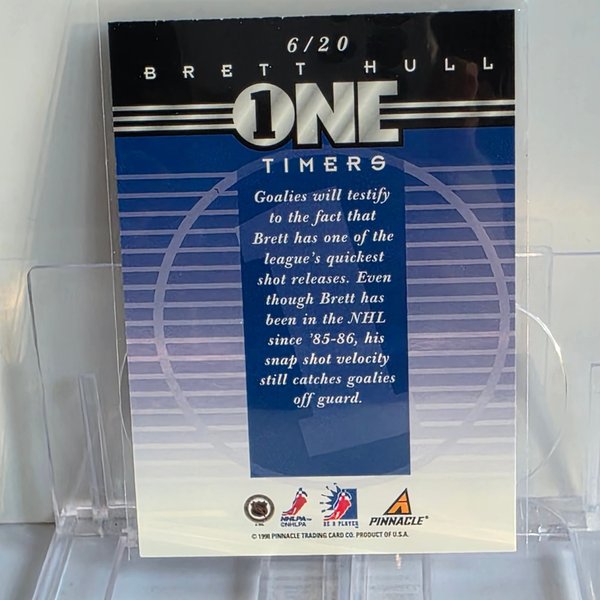 6/20
BRETT HULL
1
ONE
TIMERS
Goalies will testify
to the fact that
Brett has one of the
league's quickest
shot releases. Even
though Brett has
been in the NHL
since '85-86, his
snap shot velocity
still catches goalies
off guard.
NHLPA™
CNHLPA
BE A PLAYER
PINNACLE®
© 1998 PINNACLE TRADING CARD CO. PRODUCT OF U.S.A.